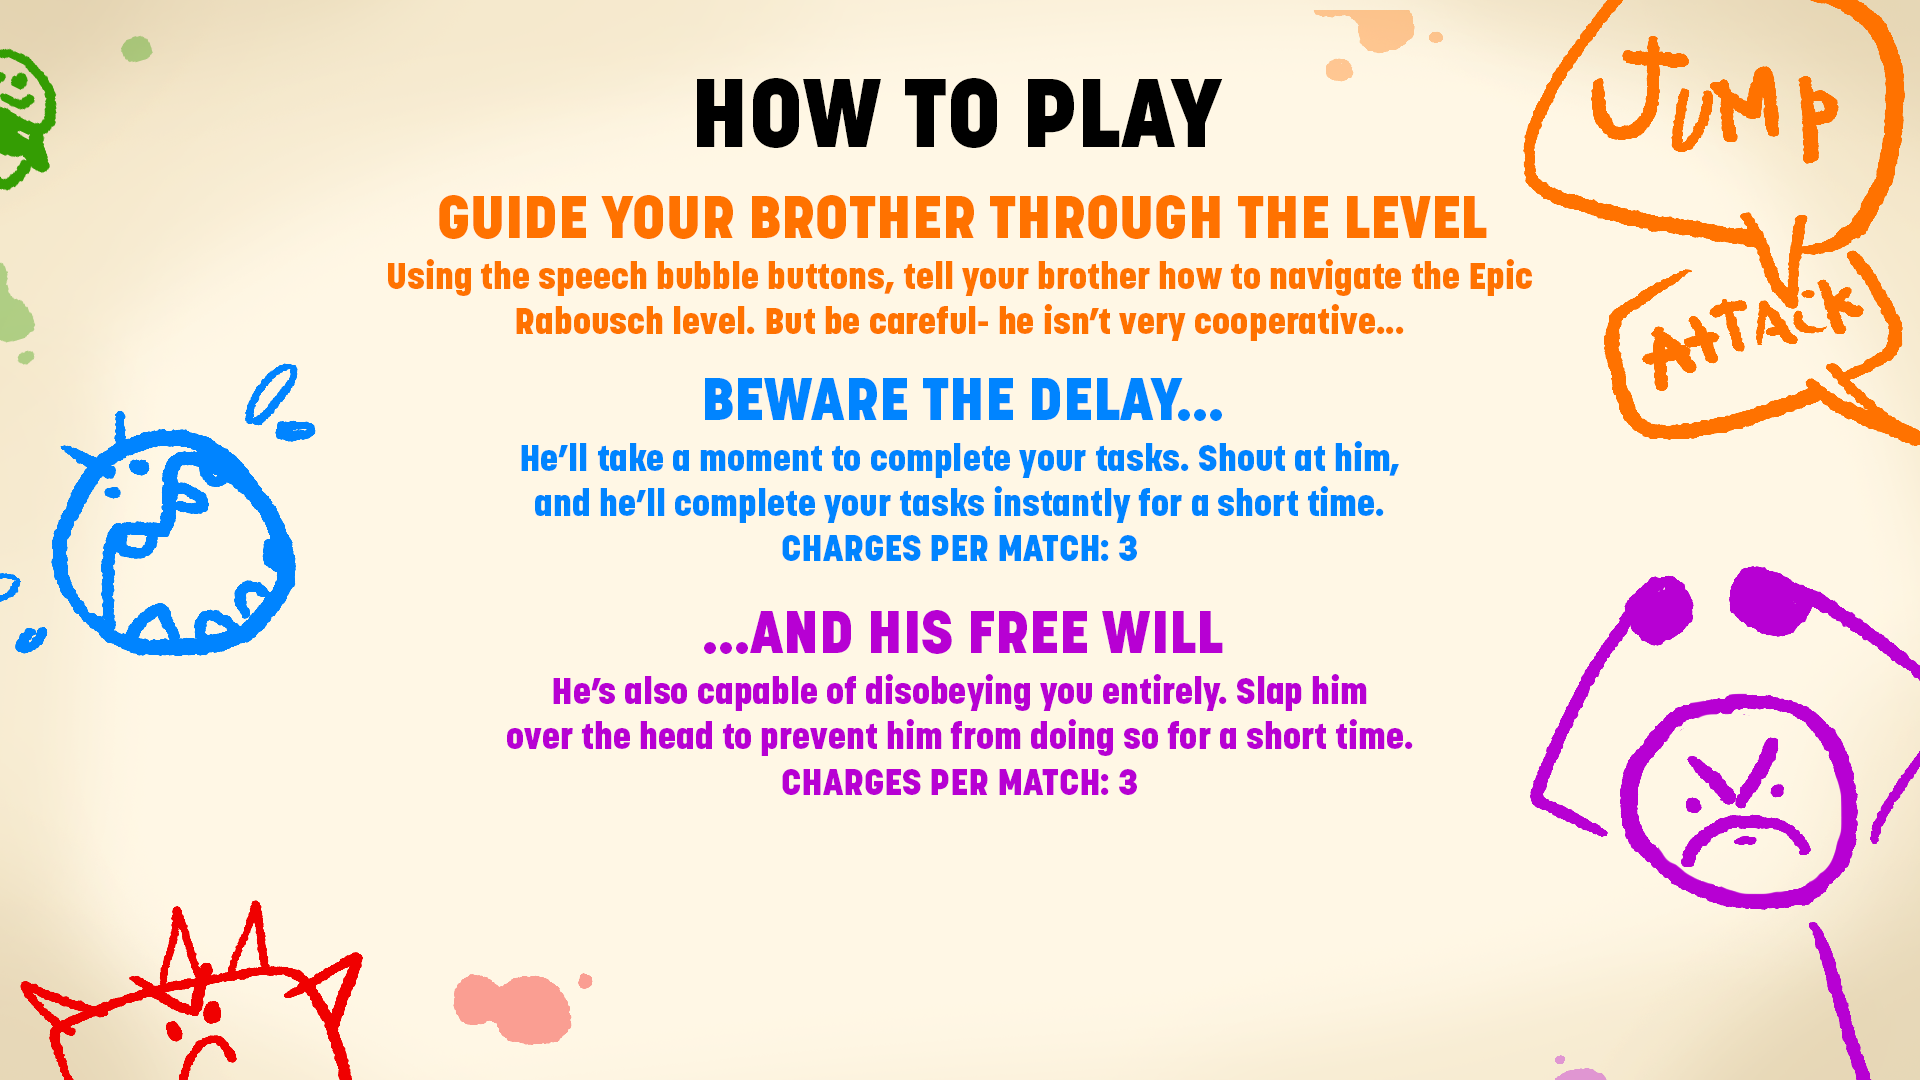 HOW TO PLAY
JUMP
GUIDE YOUR BROTHER THROUGH THE LEVEL
Using the speech bubble buttons, tell your brother how to navigate the Epic
Rabousch level. But be careful- he isn’t very cooperative...
ATTACK
BEWARE THE DELAY...
He’ll take a moment to complete your tasks. Shout at him,
and he’ll complete your tasks instantly for a short time.
CHARGES PER MATCH: 3
...AND HIS FREE WILL
He’s also capable of disobeying you entirely. Slap him
over the head to prevent him from doing so for a short time.
CHARGES PER MATCH: 3